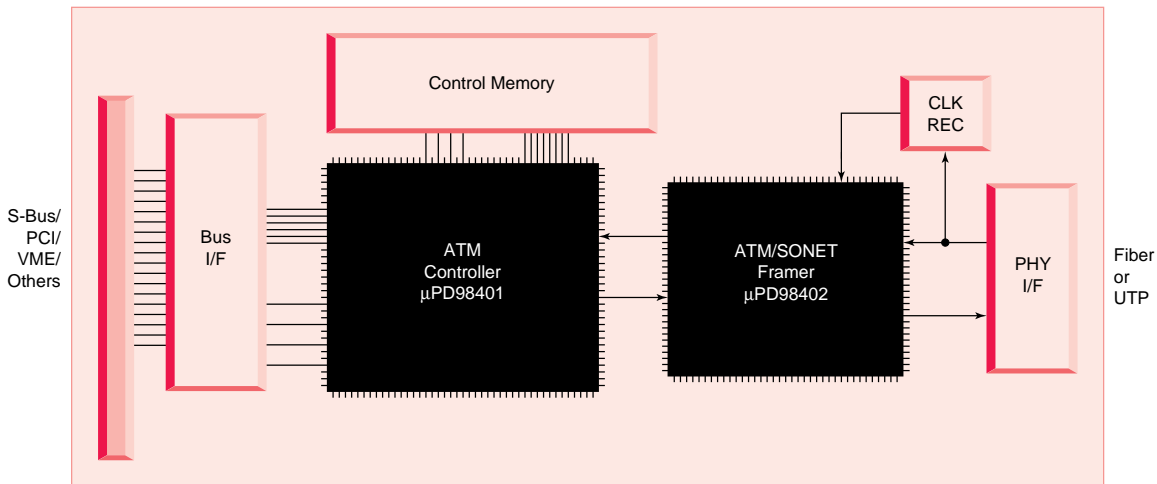 S-Bus/
PCI/
VME/
Others
Bus
I/F
Control Memory
ATM
Controller
µPD98401
ATM/SONET
Framer
µPD98402
CLK
REC
PHY
I/F
Fiber
or
UTP